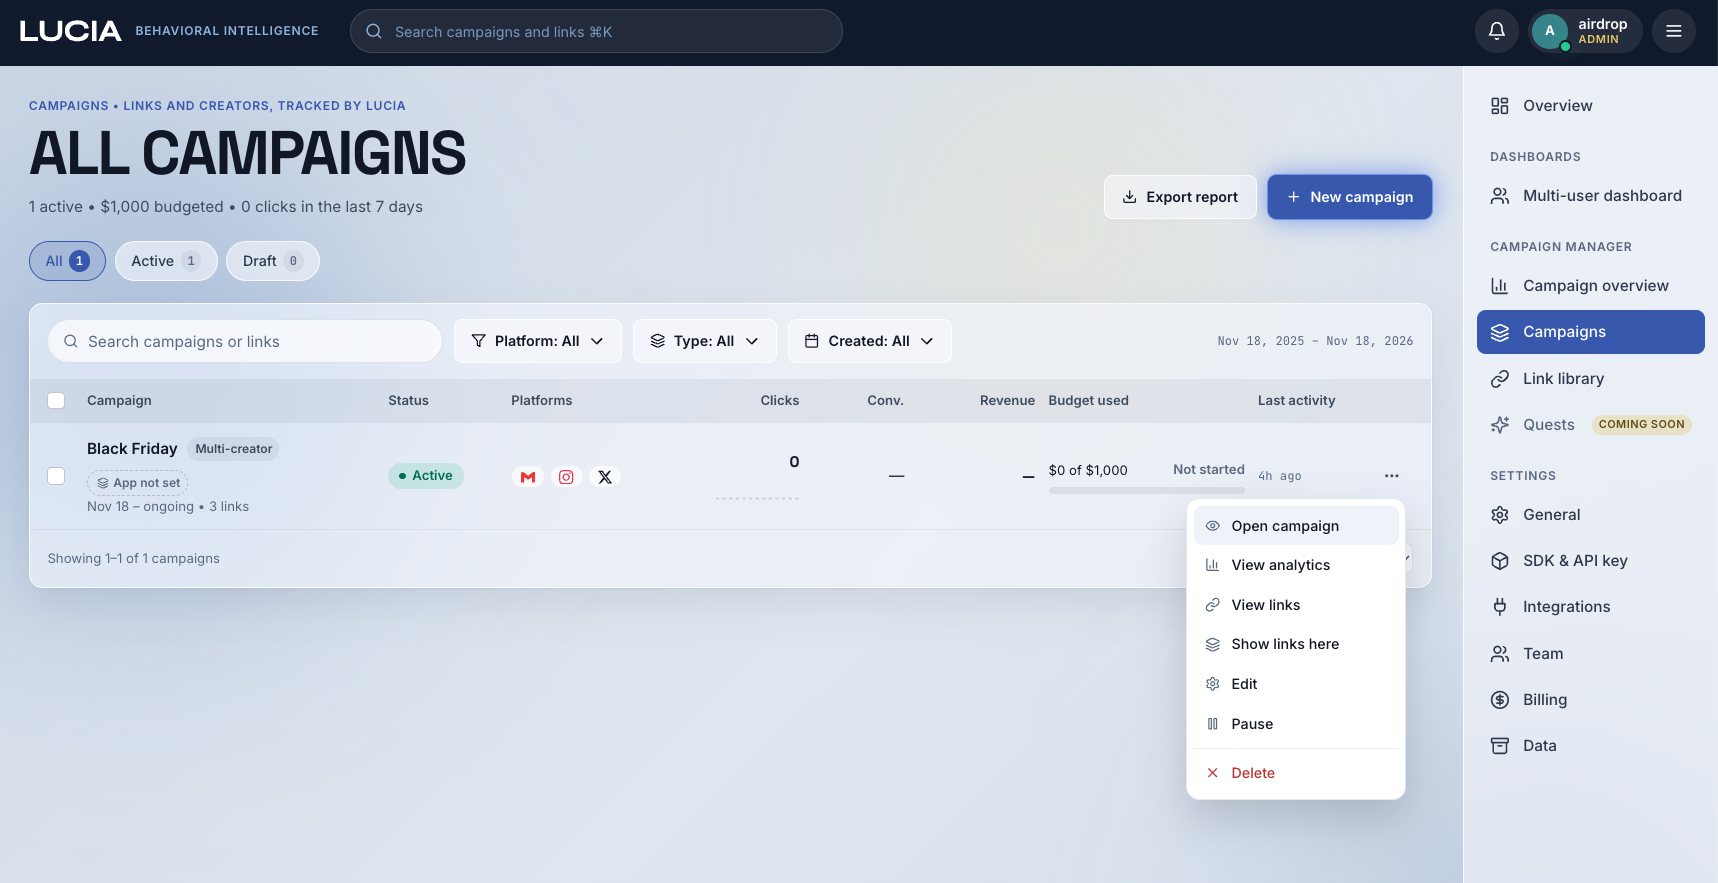 LUCIA BEHAVIORAL INTELLIGENCE
Search campaigns and links ⌘K
A
airdrop
ADMIN
CAMPAIGNS • LINKS AND CREATORS, TRACKED BY LUCIA
ALL CAMPAIGNS
1 active • $1,000 budgeted • 0 clicks in the last 7 days
Export report
New campaign
All 1
Active 1
Draft 0
Search campaigns or links
Platform: All
Type: All
Created: All
Nov 18, 2025 – Nov 18, 2026
Campaign Status Platforms Clicks Conv. Revenue Budget used Last activity
Black Friday Multi-creator
App not set
Nov 18 – ongoing • 3 links
Active
0
—
—
$0 of $1,000 Not started
4h ago
Showing 1–1 of 1 campaigns
Open campaign
View analytics
View links
Show links here
Edit
Pause
Delete
Overview
DASHBOARDS
Multi-user dashboard
CAMPAIGN MANAGER
Campaign overview
Campaigns
Link library
Quests COMING SOON
SETTINGS
General
SDK & API key
Integrations
Team
Billing
Data